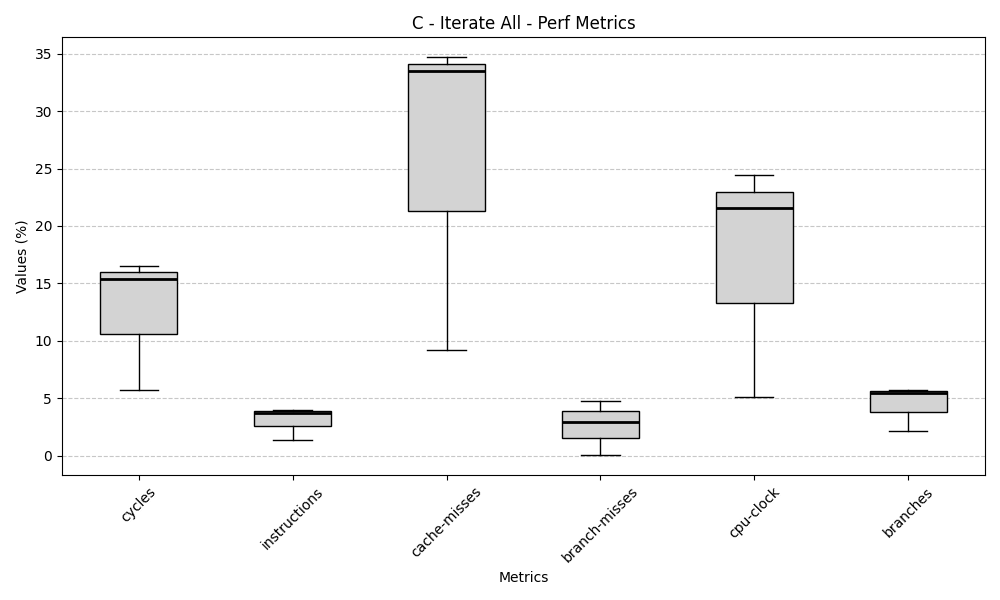 C - Iterate All - Perf Metrics
Values (%)
35
30
25
20
15
10
5
0
cycles
instructions
cache-misses
branch-misses
cpu-clock
branches
Metrics